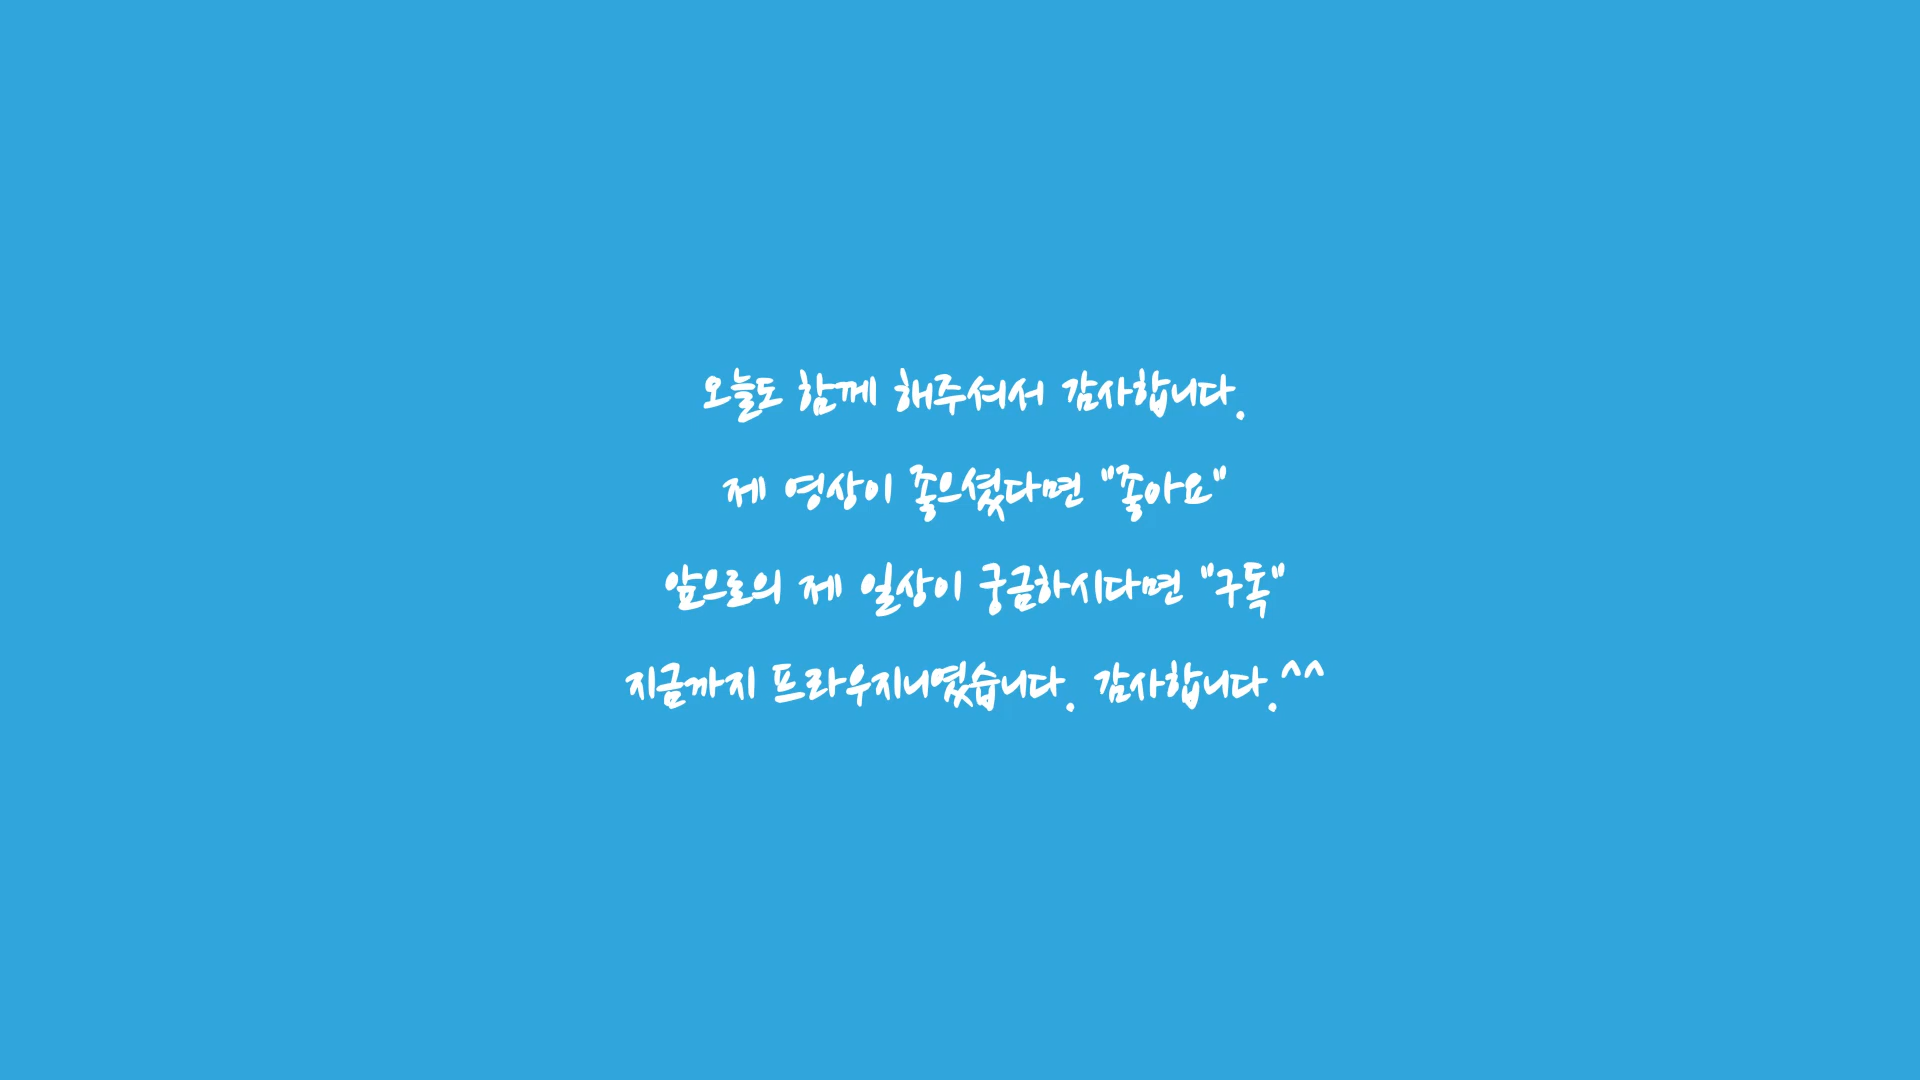 오늘도 함께 해주셔서 감사합니다.
제 영상이 좋으셨다면 "좋아요"
앞으로의 제 일상이 궁금하시다면 "구독"
지금까지 프라우지니였습니다. 감사합니다.^^